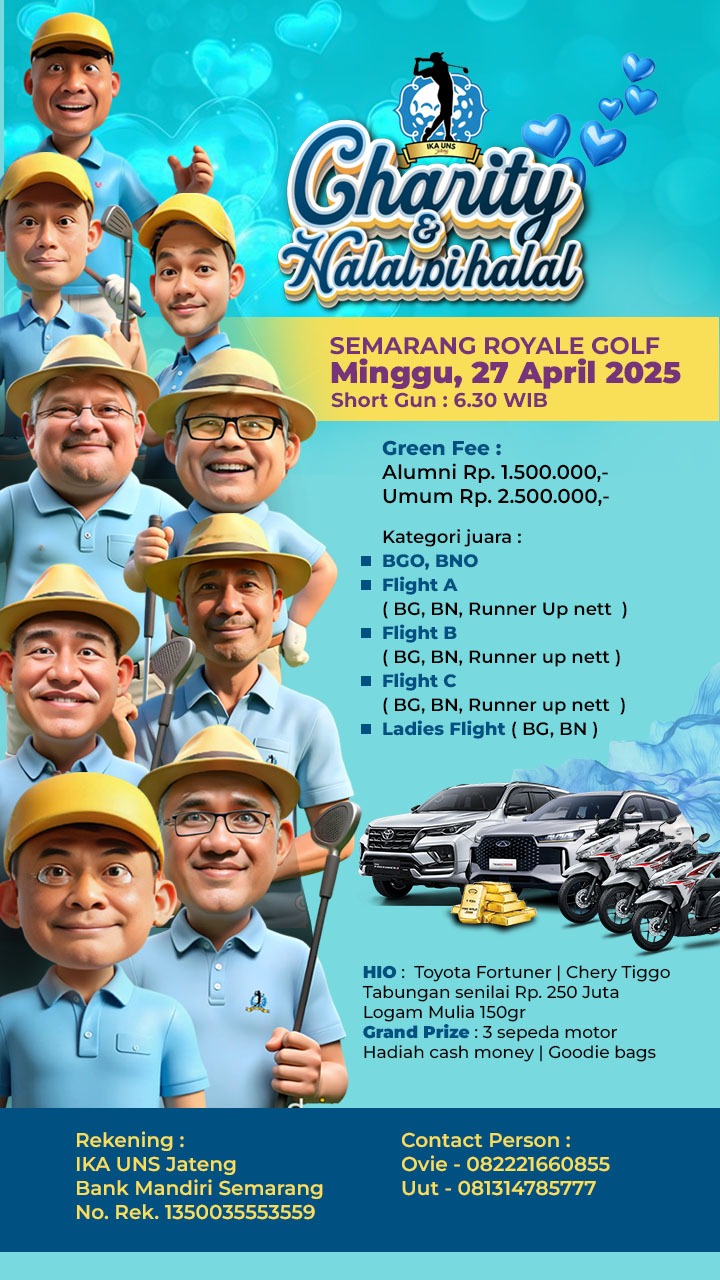 IKA UNS
Jateng
Charity
&
Halalbihalal
SEMARANG ROYALE GOLF
Minggu, 27 April 2025
Short Gun : 6.30 WIB
Green Fee :
Alumni Rp. 1.500.000,-
Umum Rp. 2.500.000,-
Kategori juara :
BGO, BNO
Flight A
( BG, BN, Runner Up nett )
Flight B
( BG, BN, Runner up nett )
Flight C
( BG, BN, Runner up nett )
Ladies Flight ( BG, BN )
HIO : Toyota Fortuner | Chery Tiggo
Tabungan senilai Rp. 250 Juta
Logam Mulia 150gr
Grand Prize : 3 sepeda motor
Hadiah cash money | Goodie bags
Rekening :
IKA UNS Jateng
Bank Mandiri Semarang
No. Rek. 1350035553559
Contact Person :
Ovie - 082221660855
Uut - 081314785777